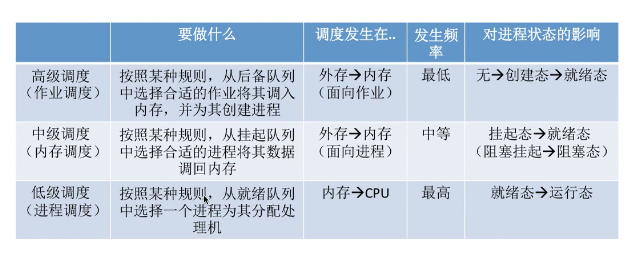 要做什么
调度发生在..
发生频
率
对进程状态的影响
高级调度
（作业调度）
按照某种规则，从后备队列
中选择合适的作业将其调入
内存，并为其创建进程
外存→内存
（面向作业）
最低
无→创建态→就绪态
中级调度
（内存调度）
按照某种规则，从挂起队列
中选择合适的进程将其数据
调回内存
外存→内存
（面向进程）
中等
挂起态→就绪态
（阻塞挂起→阻塞态）
低级调度
（进程调度）
按照某种规则，从就绪队列
中选择一个进程为其分配处
理机
内存→CPU
最高
就绪态→运行态